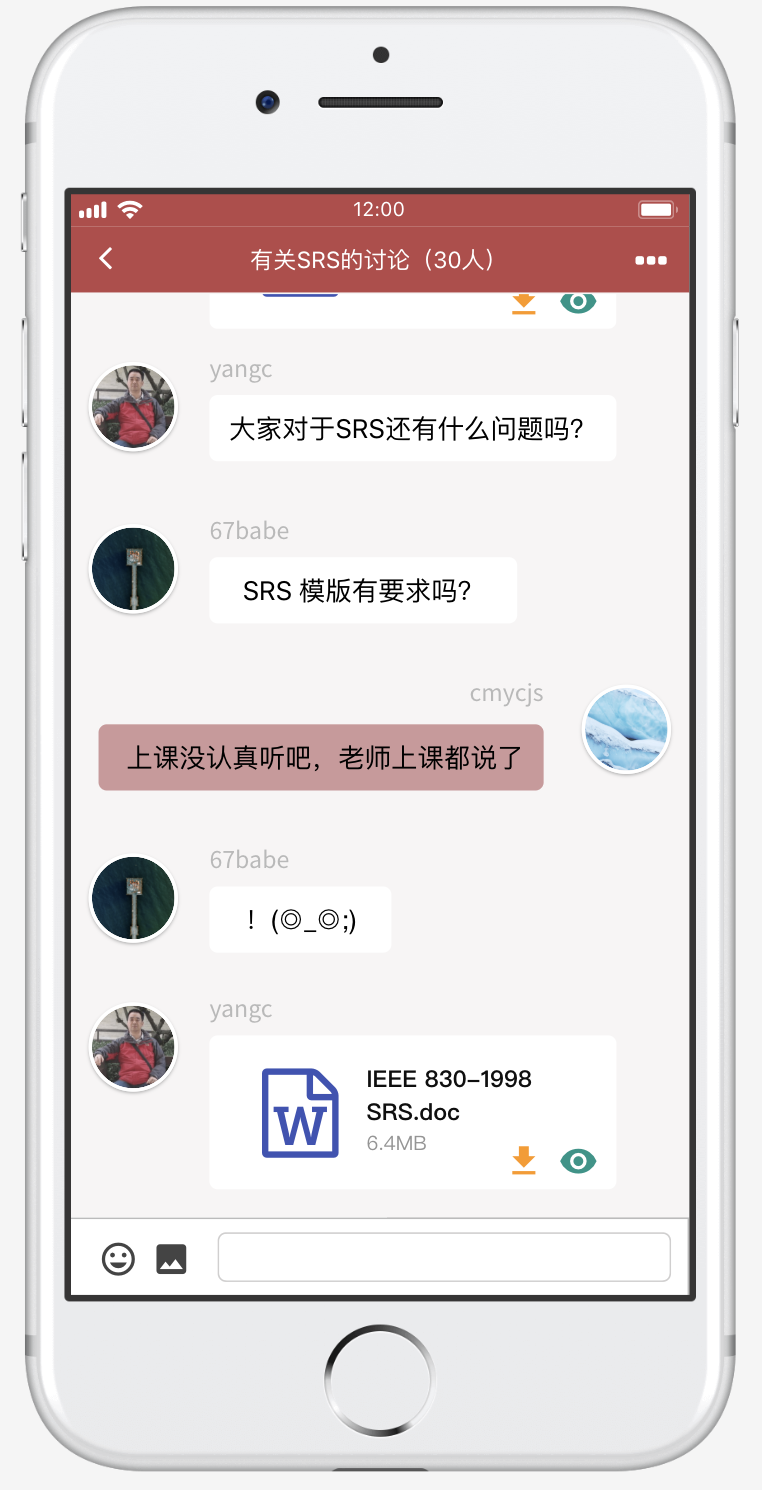 12:00
有关SRS的讨论（30人）
yangc
大家对于SRS还有什么问题吗?
67babe
SRS 模版有要求吗?
cmycjs
上课没认真听吧，老师上课都说了
67babe
！(◎_◎;)
yangc
W
IEEE 830-1998
SRS.doc
6.4MB